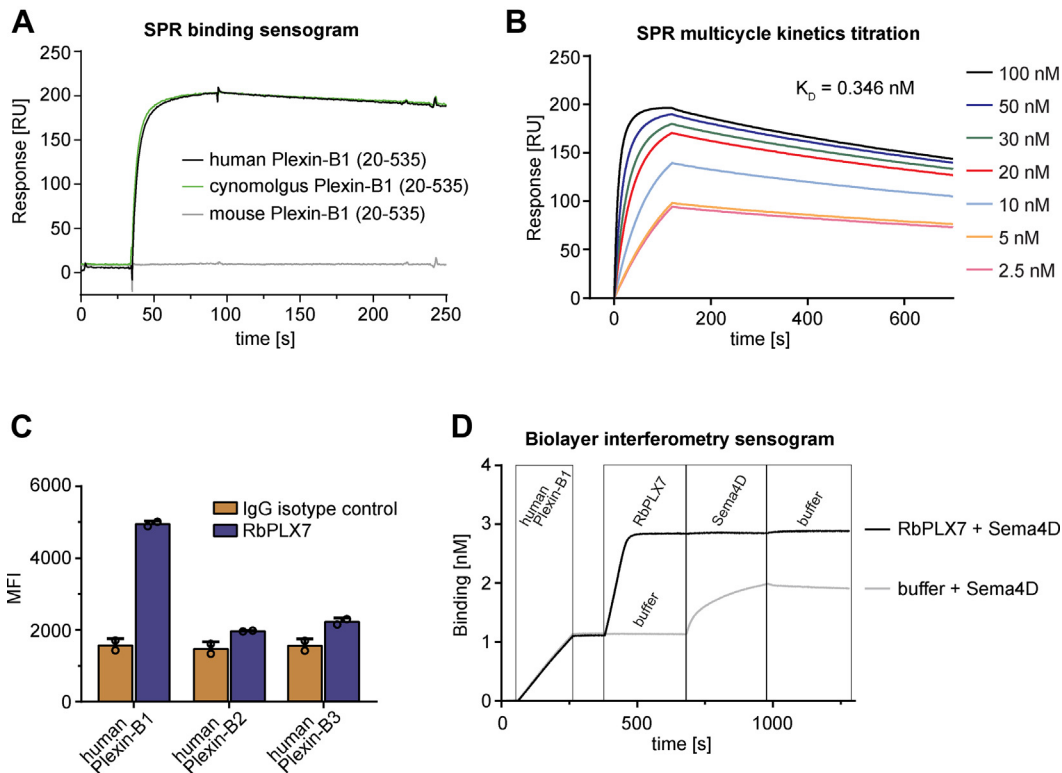 A
SPR binding sensogram
250
200
150
100
50
0
Response [RU]
human Plexin-B1 (20-535)
cynomolgus Plexin-B1 (20-535)
mouse Plexin-B1 (20-535)
0 50 100 150 200 250
time [s]
B
SPR multicycle kinetics titration
250
200
150
100
50
0
Response [RU]
KD = 0.346 nM
0 200 400 600
time [s]
100 nM
50 nM
30 nM
20 nM
10 nM
5 nM
2.5 nM
C
6000
4000
2000
0
MFI
IgG isotype control
RbPLX7
human
Plexin-B1
human
Plexin-B2
human
Plexin-B3
D
Biolayer interferometry sensogram
4
3
2
1
0
Binding [nM]
human
Plexin-B1
RbPLX7
Sema4D
buffer
buffer
0 500 1000
time [s]
RbPLX7 + Sema4D
buffer + Sema4D